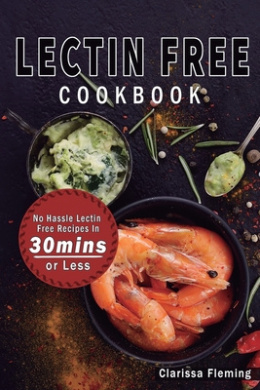 LECTIN FREE
COOKBOOK
No Hassle Lectin
Free Recipes In
30mins
or Less
Clarissa Fleming